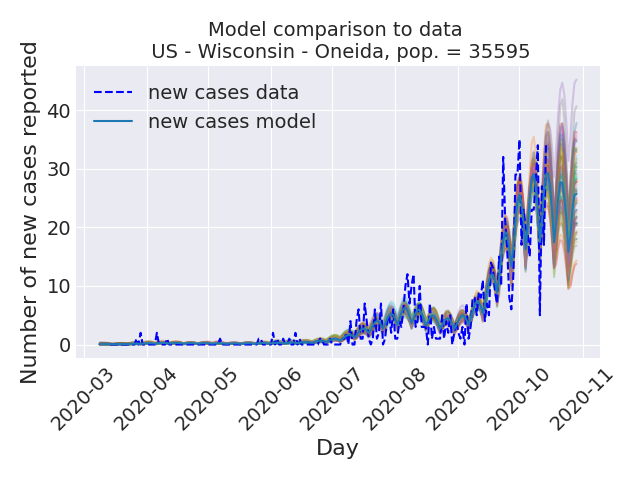 Model comparison to data
US - Wisconsin - Oneida, pop. = 35595
new cases data
new cases model
Number of new cases reported
40
30
20
10
0
2020-03
2020-04
2020-05
2020-06
2020-07
2020-08
2020-09
2020-10
2020-11
Day